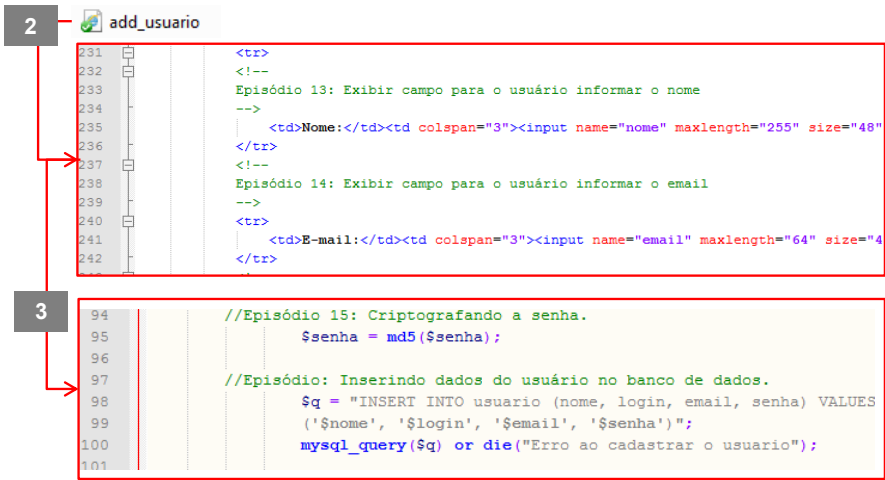 2
add_usuario
231 <tr>
232 <!--
233 Episódio 13: Exibir campo para o usuário informar o nome
234 -->
235 <td>Nome:</td><td colspan="3"><input name="nome" maxlength="255" size="48"
236 </tr>
237 <!--
238 Episódio 14: Exibir campo para o usuário informar o email
239 -->
240 <tr>
241 <td>E-mail:</td><td colspan="3"><input name="email" maxlength="64" size="4
242 </tr>
3
94 //Episódio 15: Criptografando a senha.
95 $senha = md5($senha);
96
97 //Episódio: Inserindo dados do usuário no banco de dados.
98 $q = "INSERT INTO usuario (nome, login, email, senha) VALUES
99 ('$nome', '$login', '$email', '$senha')";
100 mysql_query($q) or die("Erro ao cadastrar o usuario");
101